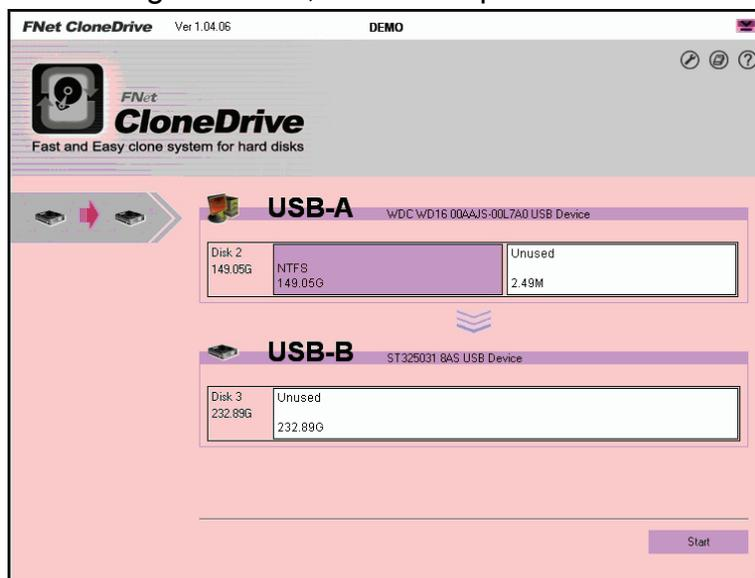 FNet CloneDrive Ver 1.04.06 DEMO
FNet
CloneDrive
Fast and Easy clone system for hard disks
USB-A WDC WD16 00AAJS-00L7A0 USB Device
Disk 2
149.05G
NTFS
149.05G
Unused
2.49M
USB-B ST325031 8AS USB Device
Disk 3
232.89G
Unused
232.89G
Start